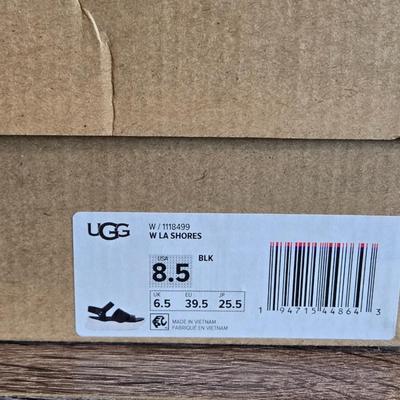 UGG
W / 1118499
W LA SHORES
USA
8.5
BLK
UK EU JP
6.5 39.5 25.5
MADE IN VIETNAM
FABRIQUÉ EN VIETNAM
1 94715 44864 3